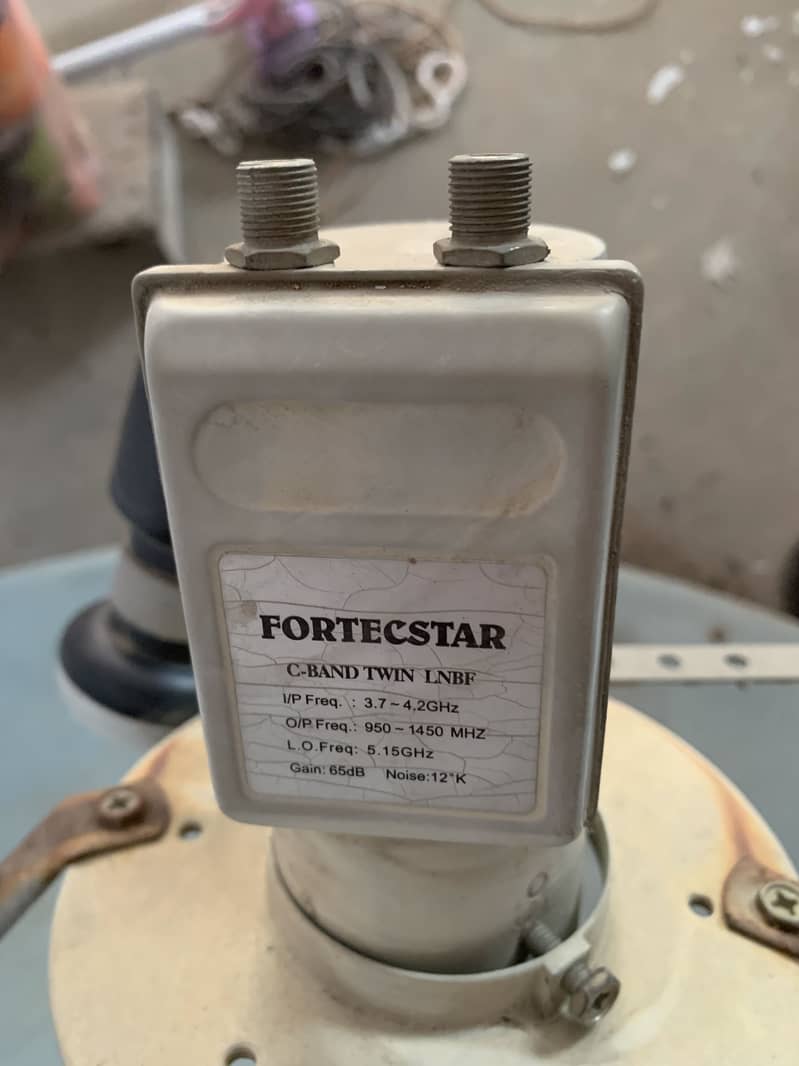 FORTECSTAR
C-BAND TWIN LNBF
I/P Freq. : 3.7~4.2GHz
O/P Freq.: 950~1450 MHZ
L.O.Freq: 5.15GHz
Gain: 65dB Noise:12°K